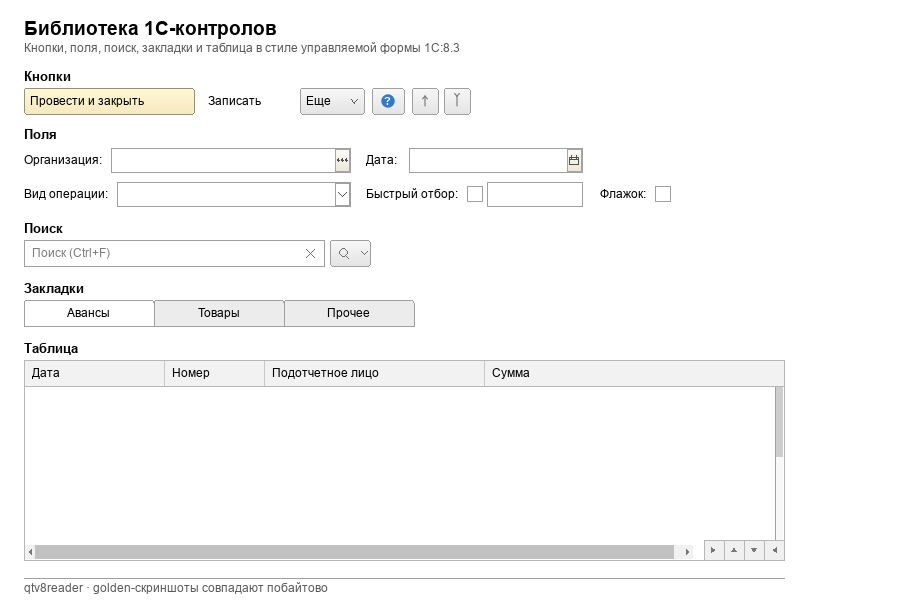 Библиотека 1С-контролов
Кнопки, поля, поиск, закладки и таблица в стиле управляемой формы 1С:8.3
Кнопки
Провести и закрыть Записать Еще ?
Поля
Организация: Дата:
Вид операции: Быстрый отбор: Флажок:
Поиск
Поиск (Ctrl+F)
Закладки
Авансы Товары Прочее
Таблица
Дата Номер Подотчетное лицо Сумма
qtv8reader · golden-скриншоты совпадают побайтово